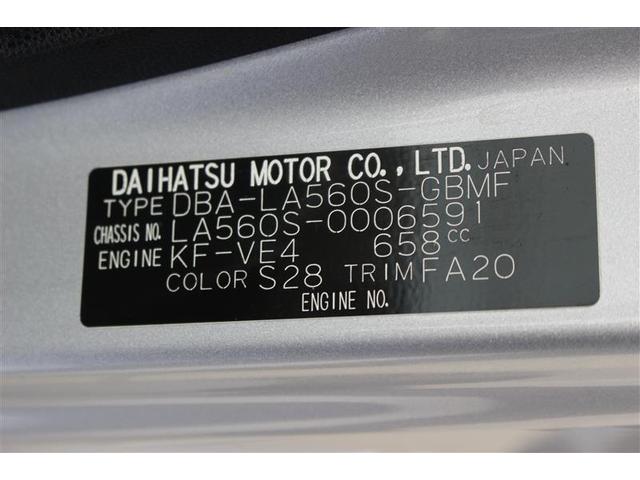 DAIHATSU MOTOR CO.,LTD. JAPAN
TYPE DBA-LA560S-GBMF
CHASSIS NO. LA560S-0006591
ENGINE KF-VE4 658cc
COLOR S28 TRIM FA20
ENGINE NO.